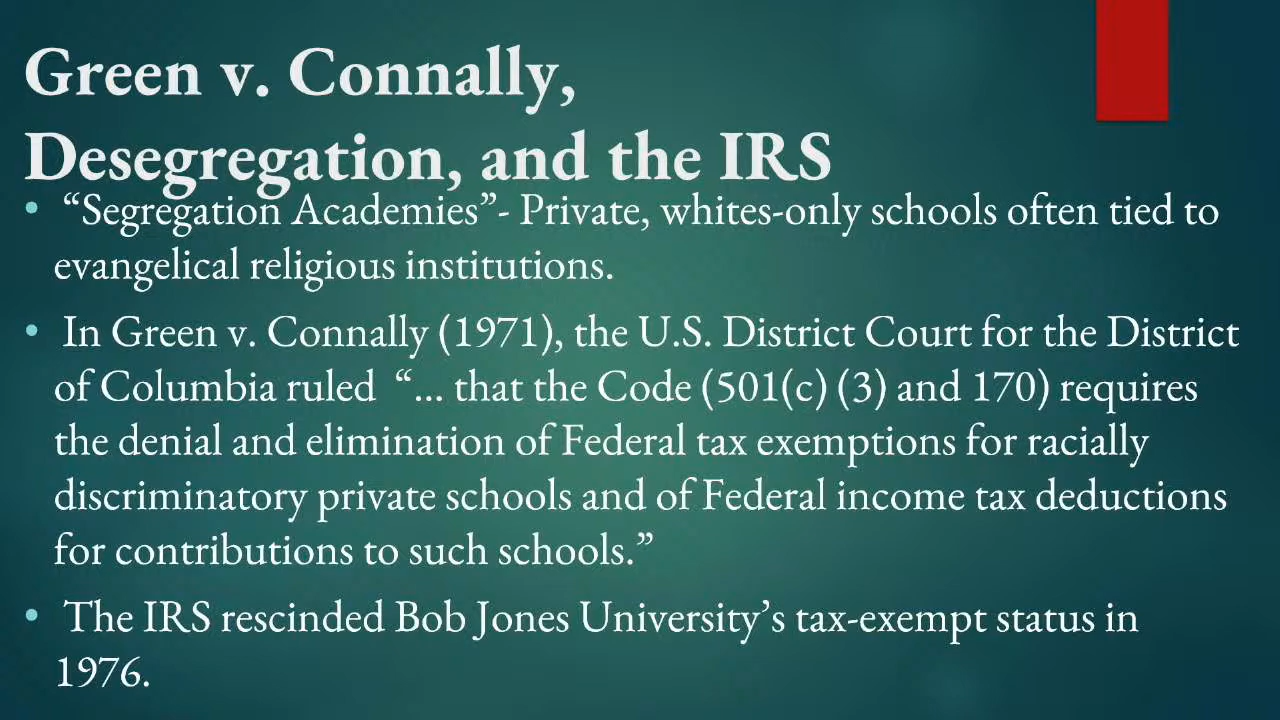 Green v. Connally,
Desegregation, and the IRS
• “Segregation Academies”- Private, whites-only schools often tied to
evangelical religious institutions.
• In Green v. Connally (1971), the U.S. District Court for the District
of Columbia ruled “... that the Code (501(c) (3) and 170) requires
the denial and elimination of Federal tax exemptions for racially
discriminatory private schools and of Federal income tax deductions
for contributions to such schools.”
• The IRS rescinded Bob Jones University’s tax-exempt status in
1976.